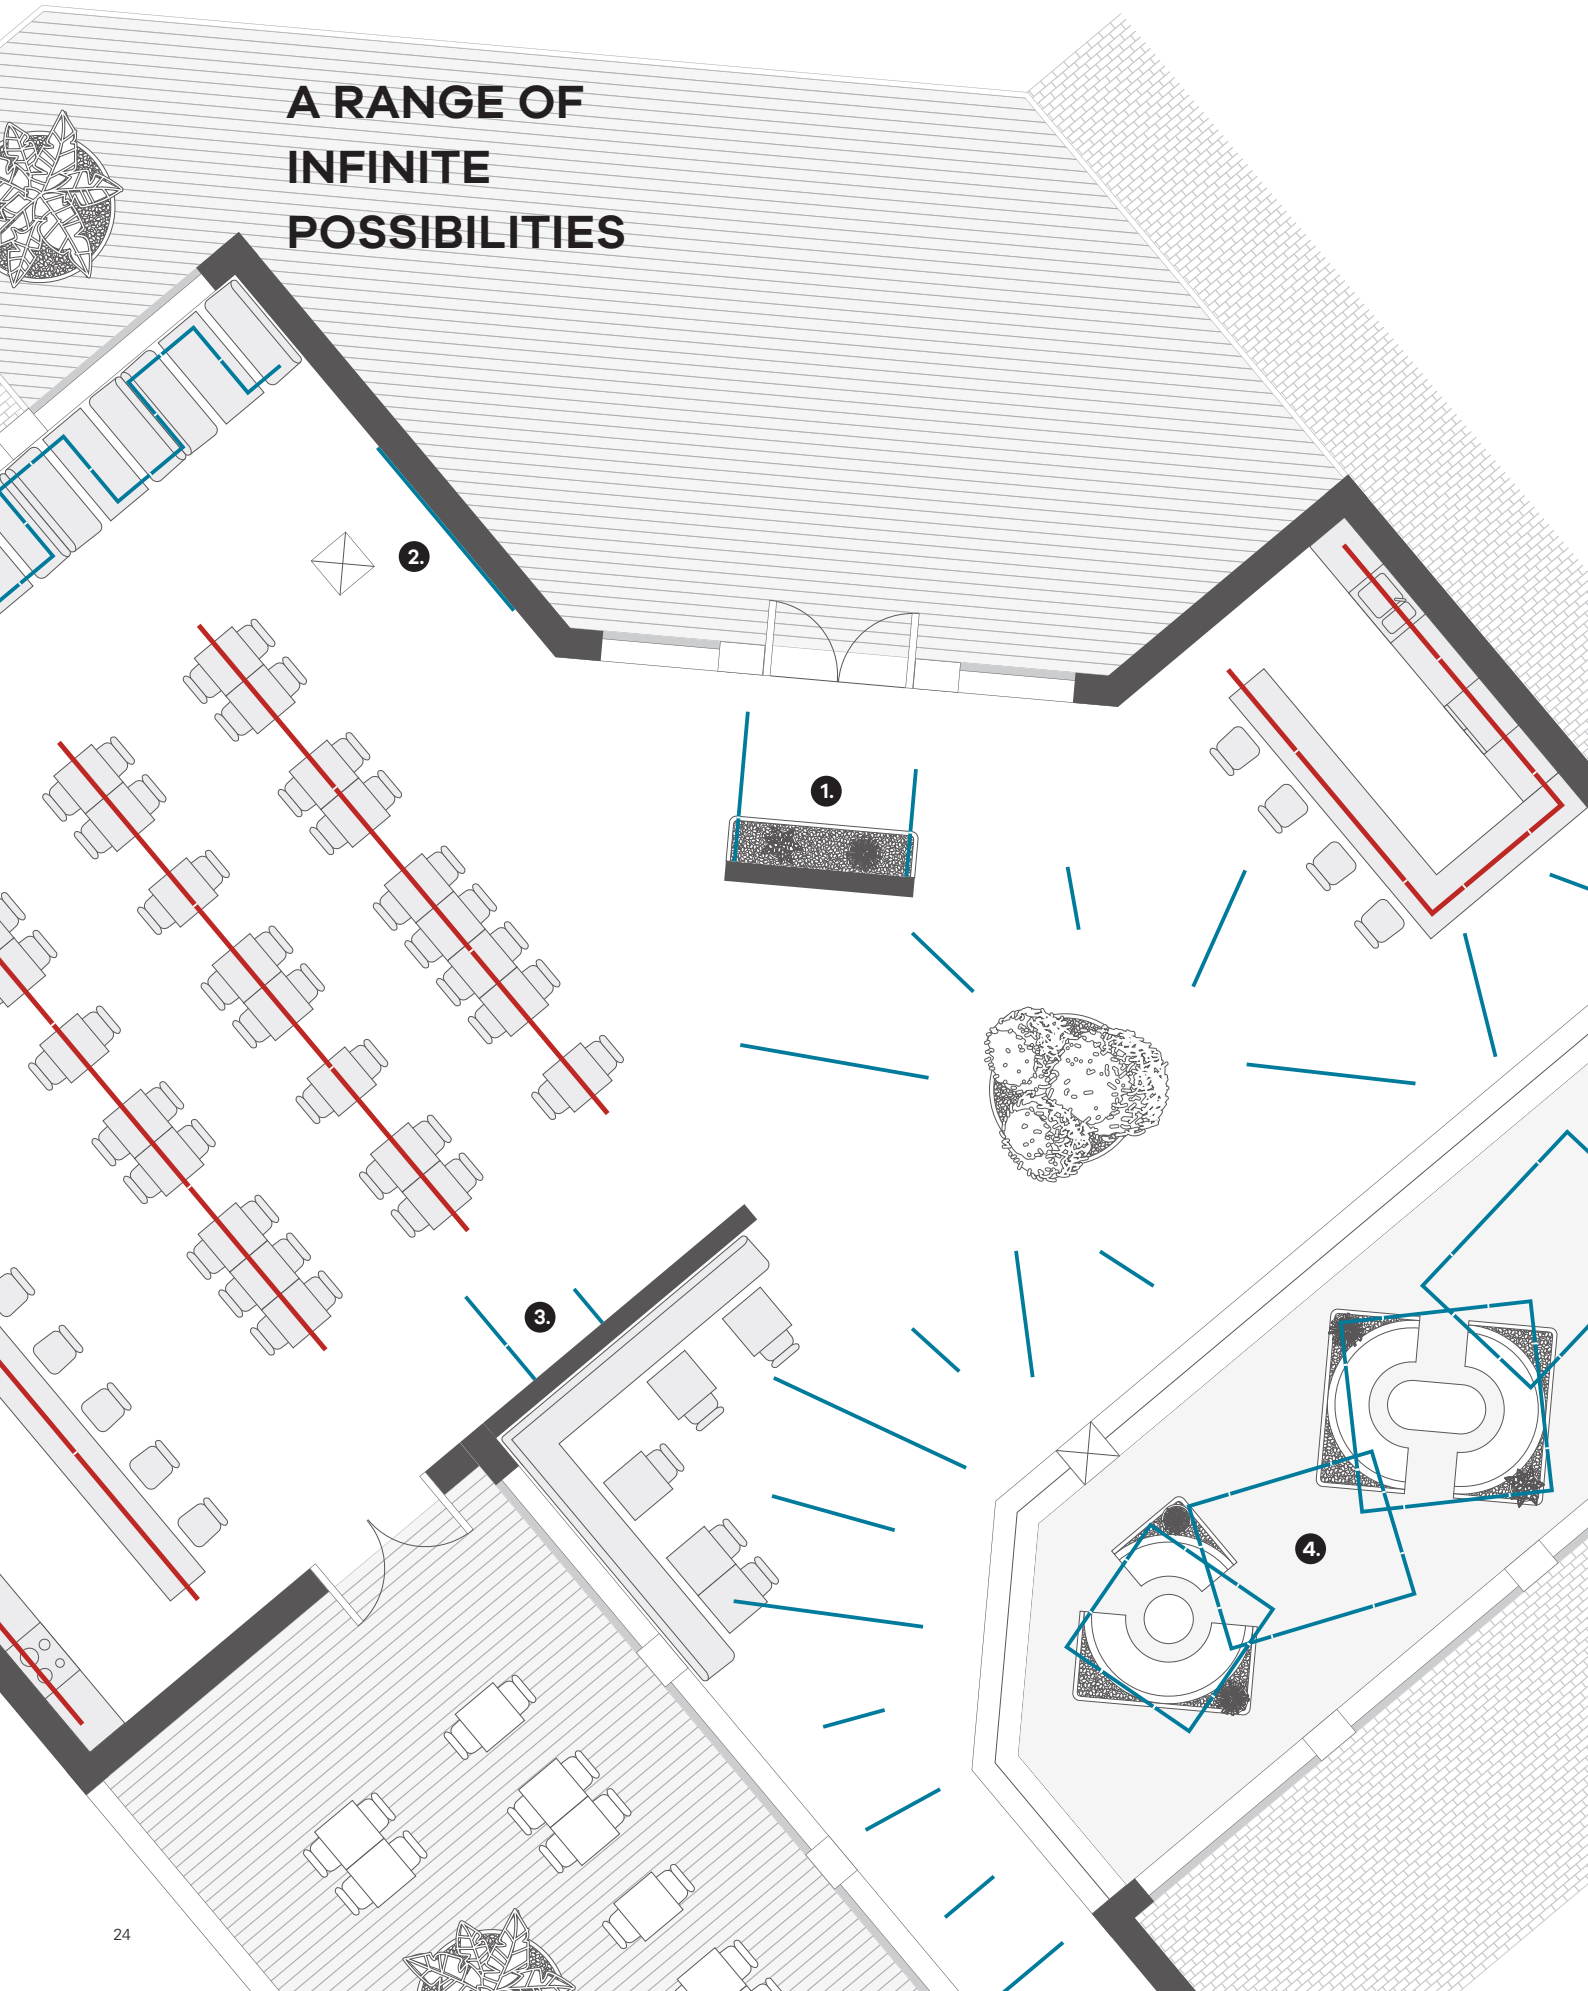 A RANGE OF
INFINITE
POSSIBILITIES
2.
1.
3.
4.
24